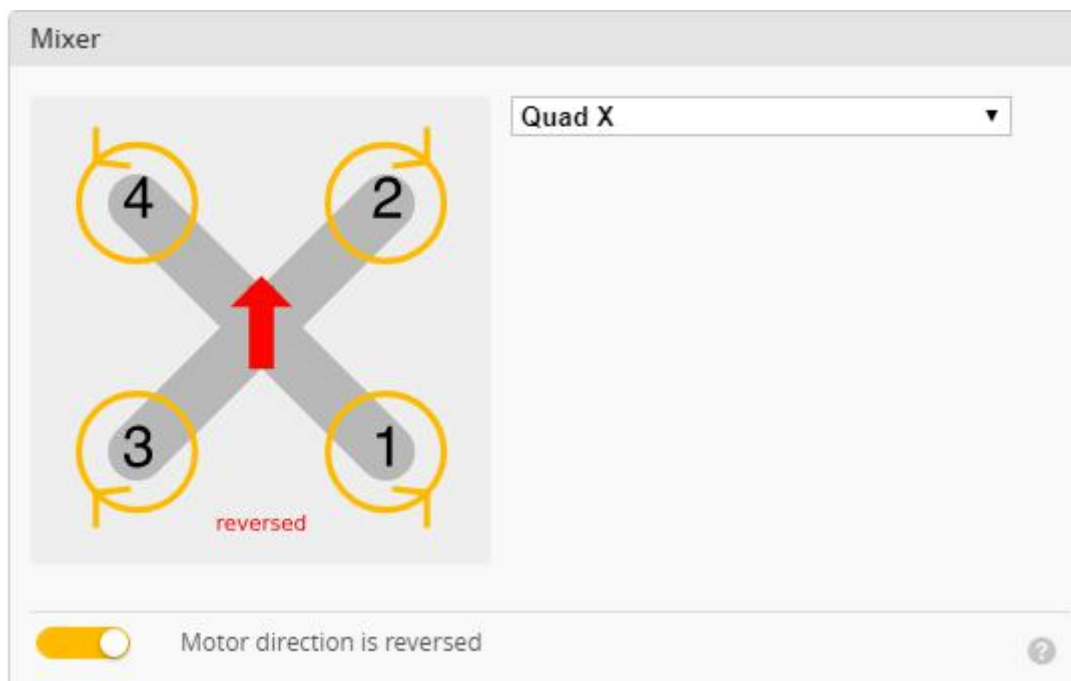 Mixer
Quad X
4 2
3 1
reversed
Motor direction is reversed
?